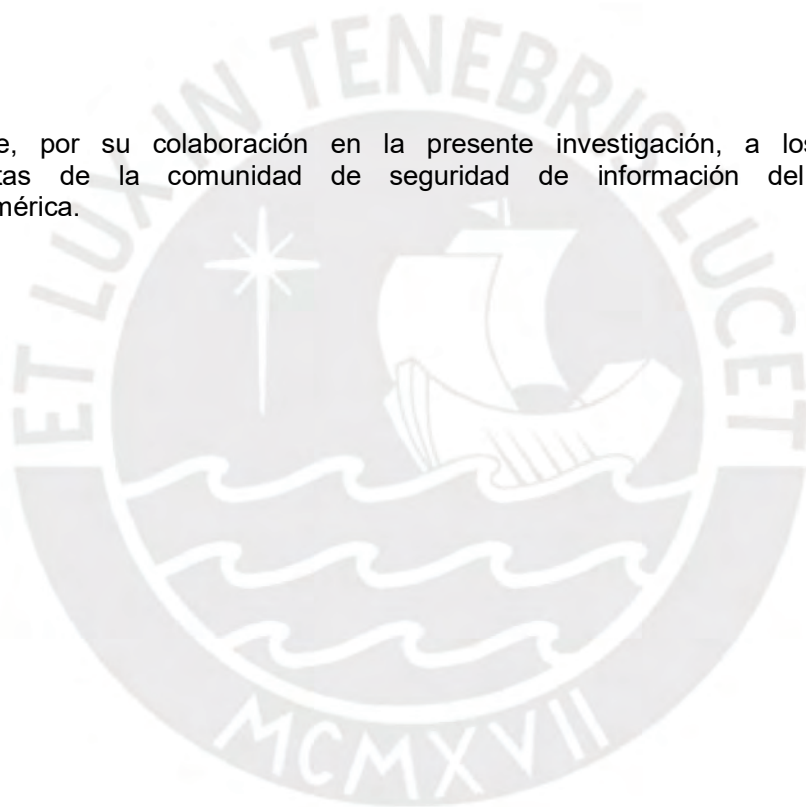 e, por su colaboración en la presente investigación, a los
tas de la comunidad de seguridad de información del
mérica.
ET LUX IN TENEBRIS LUCET
MCMXVII